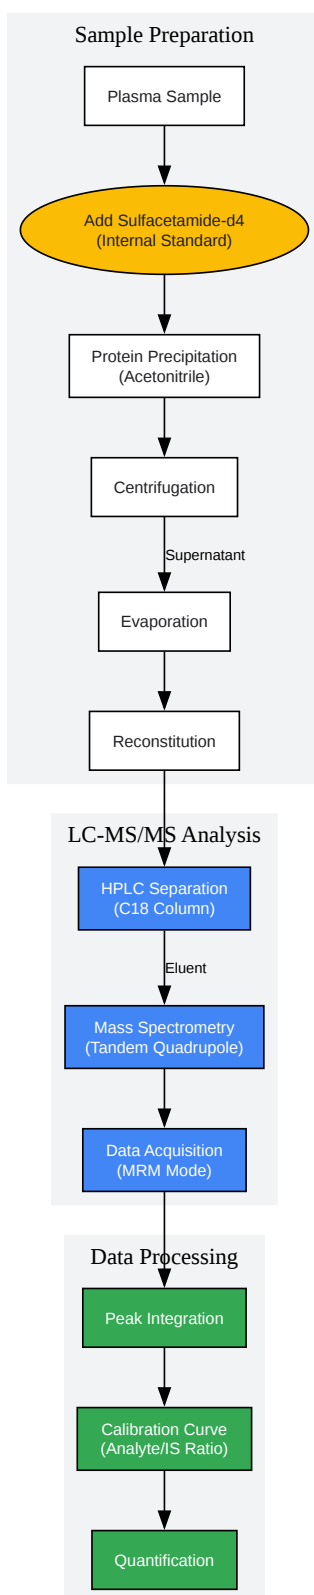 Sample Preparation
Plasma Sample
Add Sulfacetamide-d4
(Internal Standard)
Protein Precipitation
(Acetonitrile)
Centrifugation
Supernatant
Evaporation
Reconstitution
LC-MS/MS Analysis
HPLC Separation
(C18 Column)
Eluent
Mass Spectrometry
(Tandem Quadrupole)
Data Acquisition
(MRM Mode)
Data Processing
Peak Integration
Calibration Curve
(Analyte/IS Ratio)
Quantification